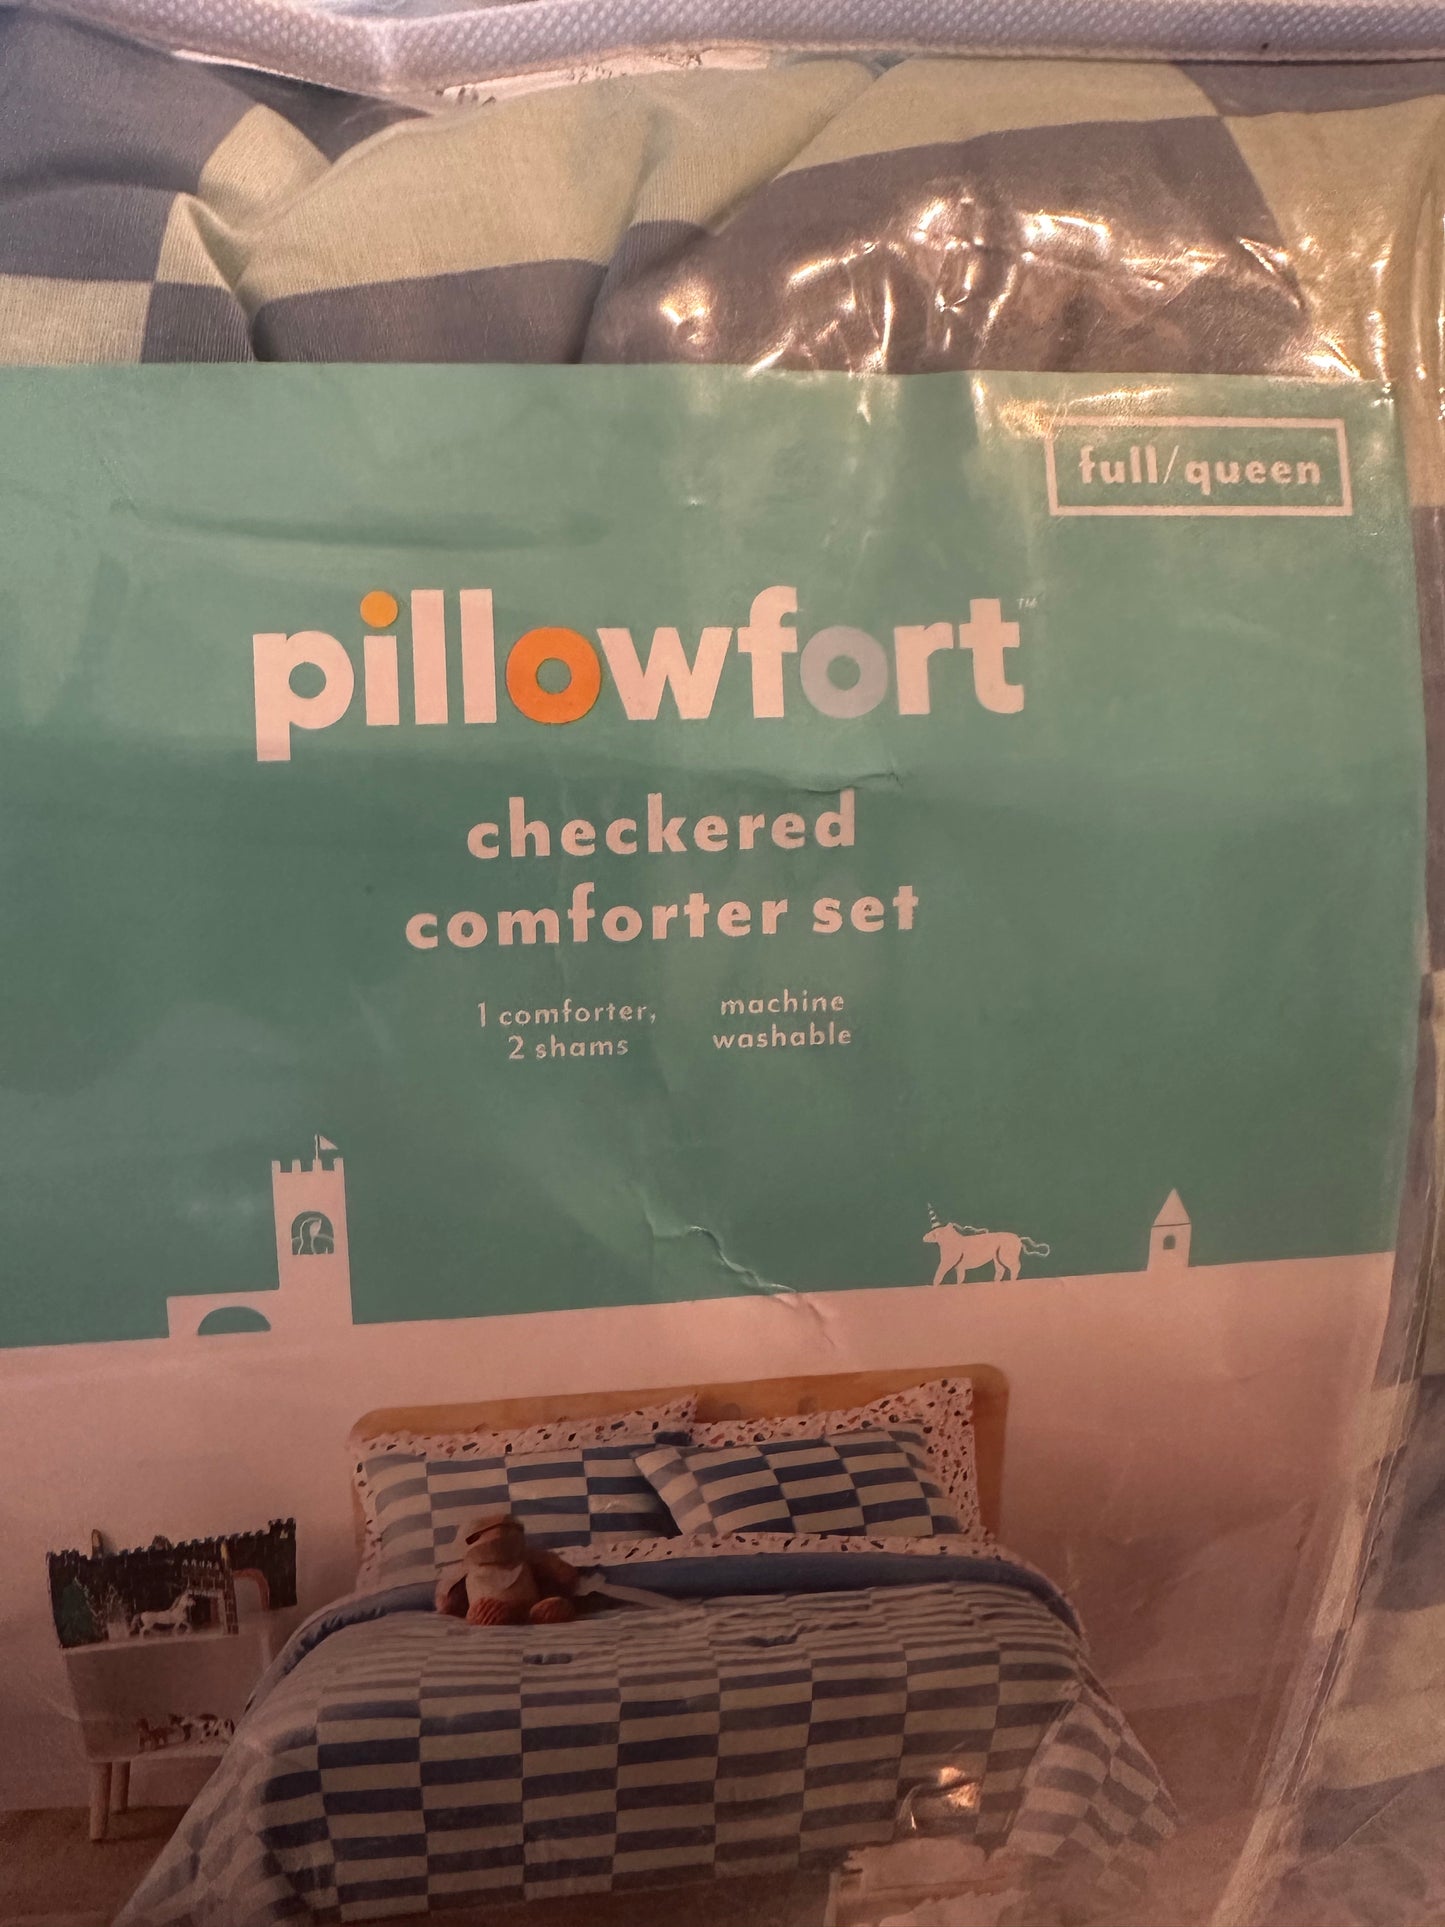 full/queen
pillowfort™
checkered
comforter set
1 comforter,
2 shams
machine
washable